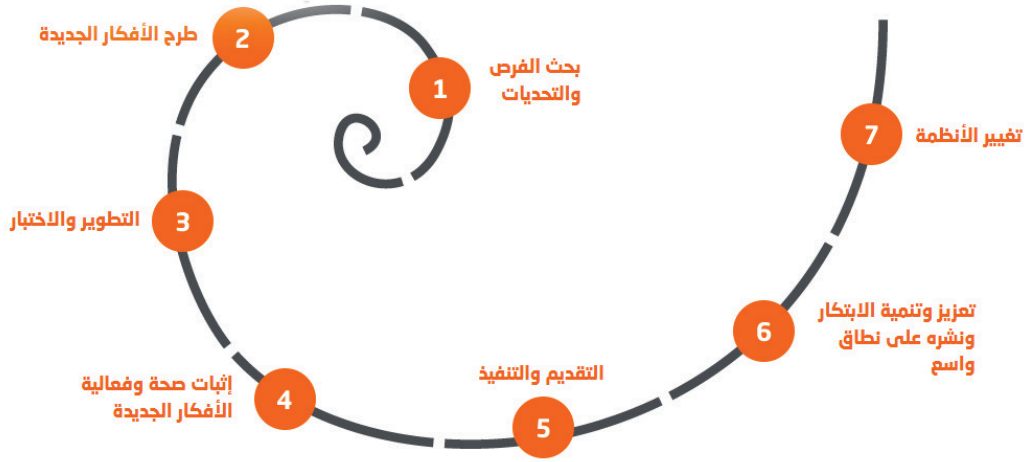 1
بحث الفرص
والتحديات
2
طرح الأفكار الجديدة
3
التطوير والاختبار
4
إثبات صحة وفعالية
الأفكار الجديدة
5
التقديم والتنفيذ
6
تعزيز وتنمية الابتكار
ونشره على نطاق
واسع
7
تغيير الأنظمة